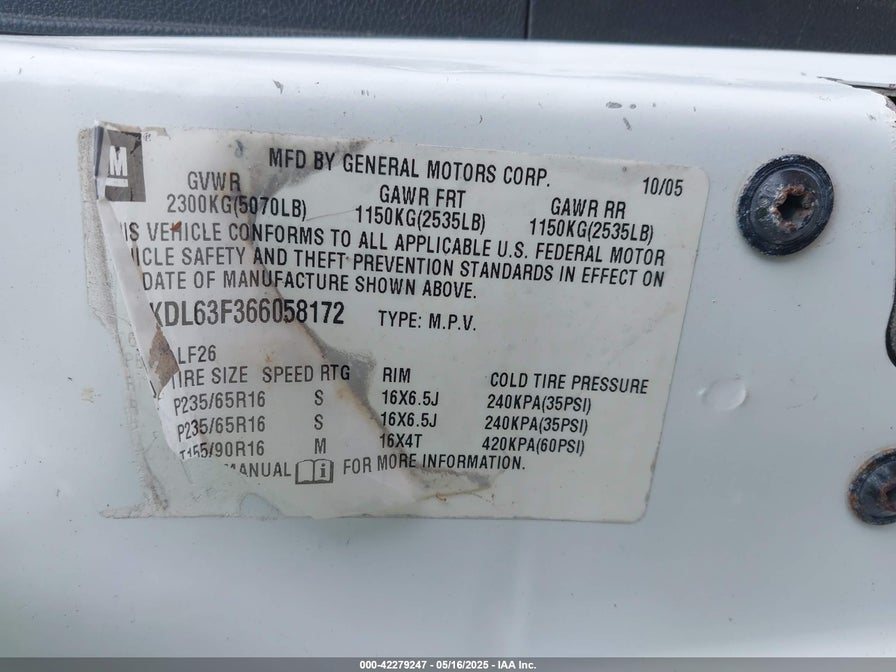 M
MFD BY GENERAL MOTORS CORP.
10/05
GVWR
2300KG(5070LB)
GAWR FRT
1150KG(2535LB)
GAWR RR
1150KG(2535LB)
IS VEHICLE CONFORMS TO ALL APPLICABLE U.S. FEDERAL MOTOR
ICLE SAFETY AND THEFT PREVENTION STANDARDS IN EFFECT ON
DATE OF MANUFACTURE SHOWN ABOVE.
KDL63F366058172 TYPE: M.P.V.
LF26
TIRE SIZE SPEED RTG RIM COLD TIRE PRESSURE
P235/65R16 S 16X6.5J 240KPA(35PSI)
P235/65R16 S 16X6.5J 240KPA(35PSI)
T155/90R16 M 16X4T 420KPA(60PSI)
MANUAL FOR MORE INFORMATION.
000-42279247 - 05/16/2025 - IAA Inc.